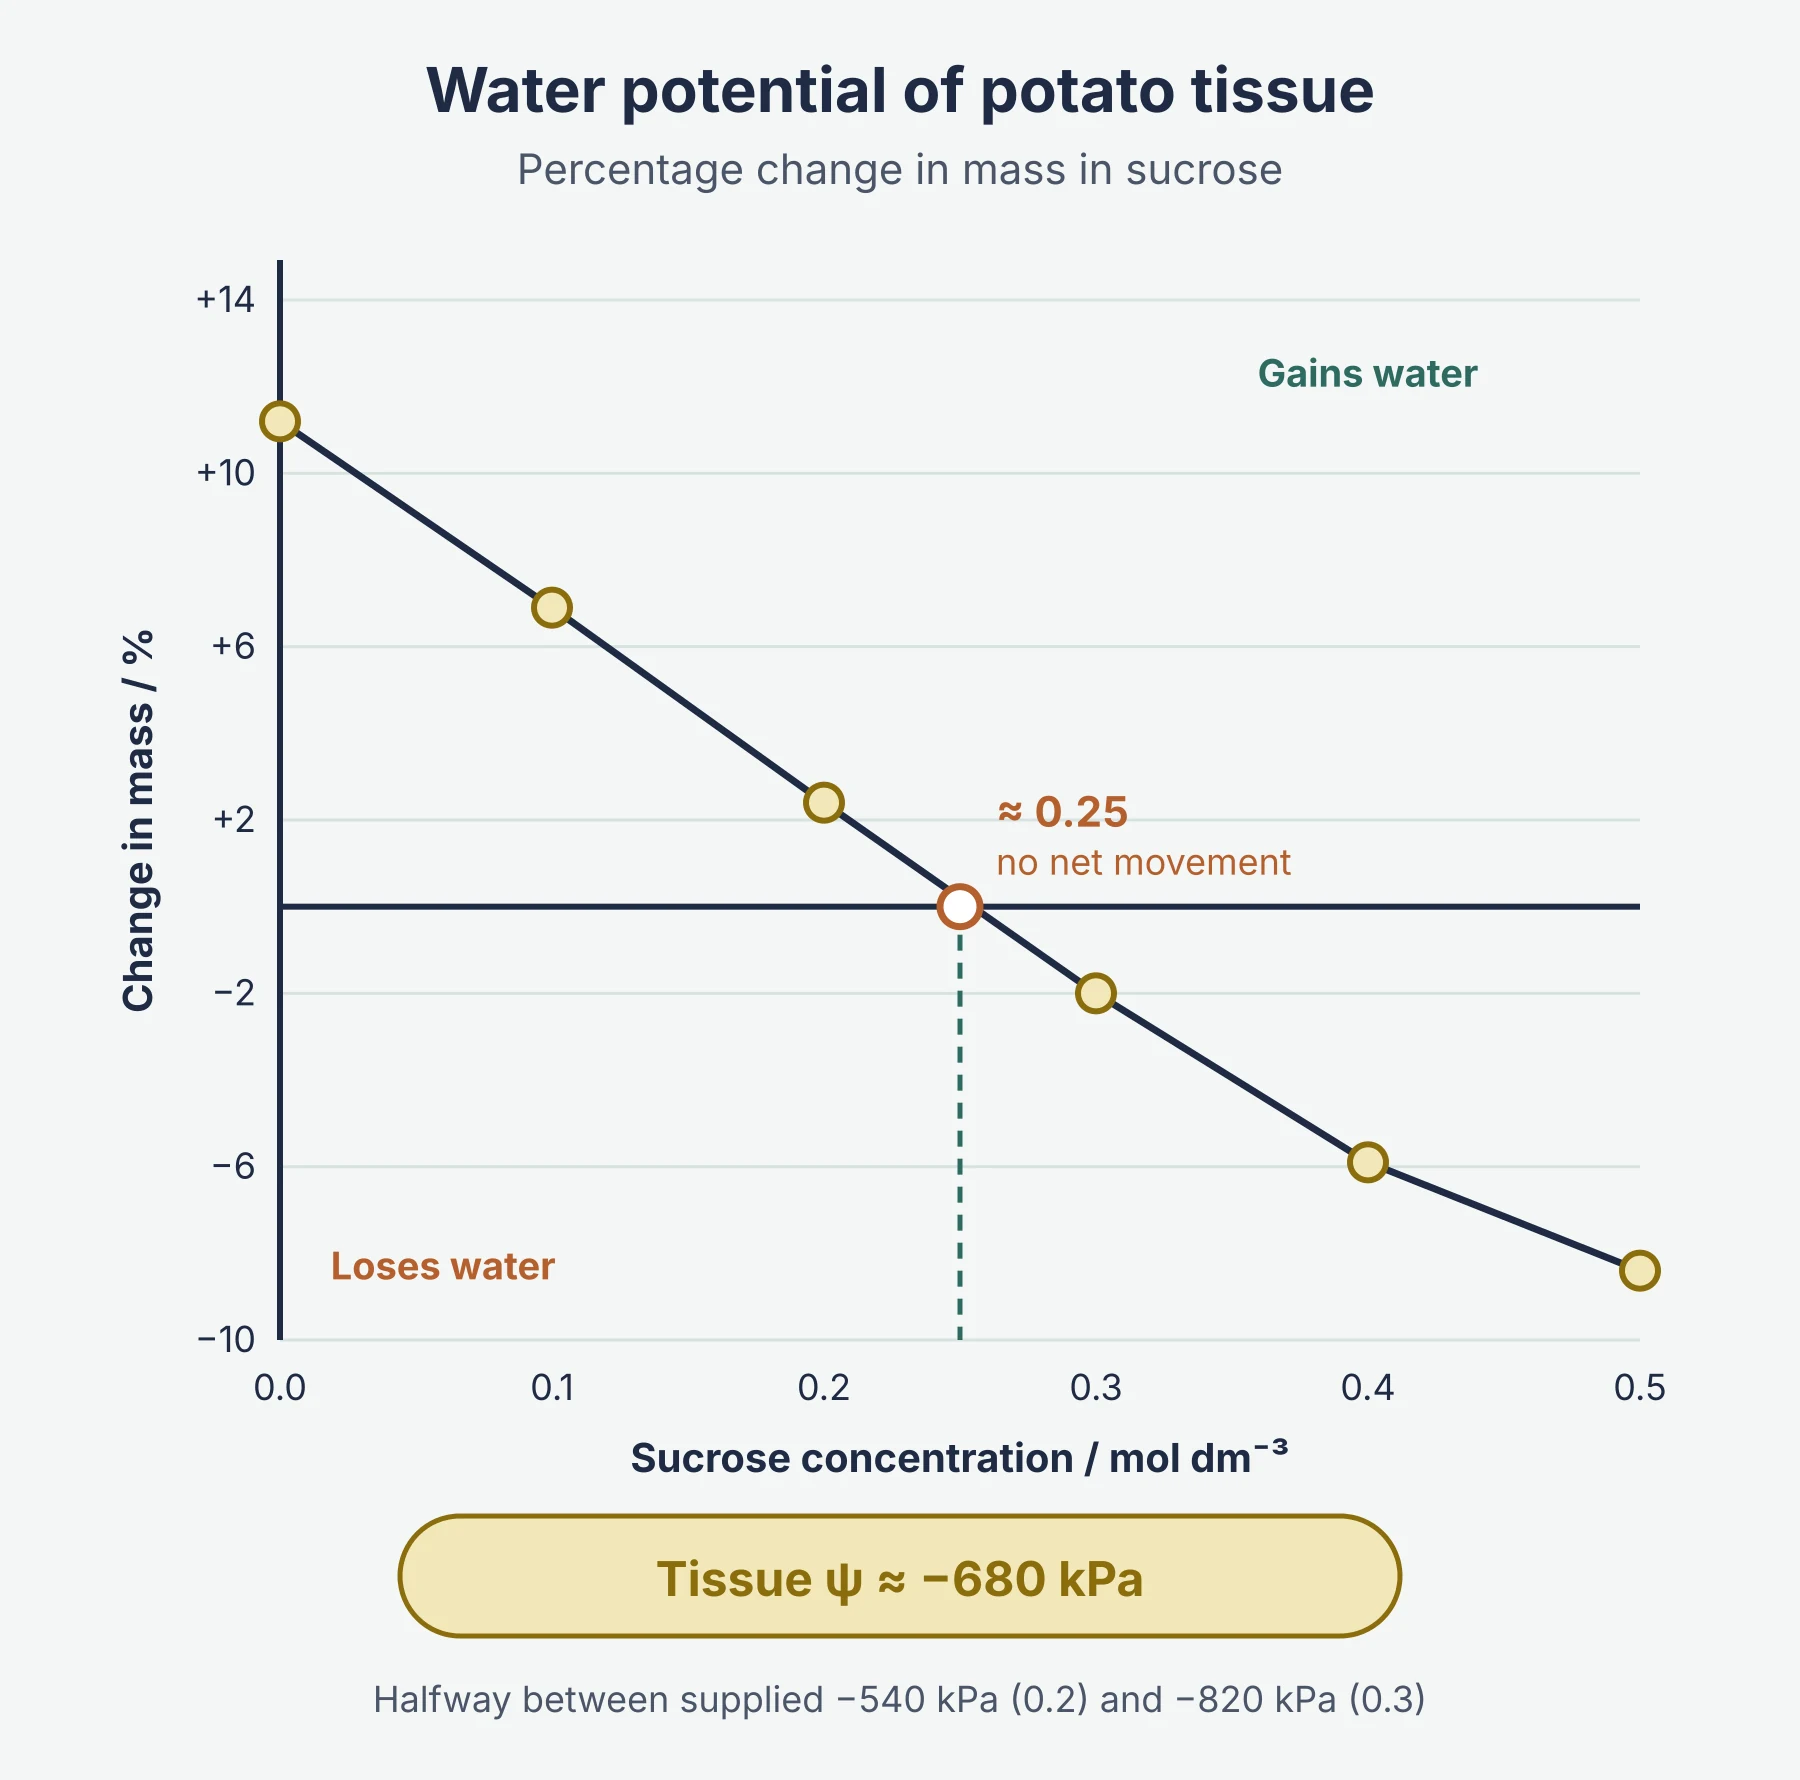 Water potential of potato tissue
Percentage change in mass in sucrose
+14
Gains water
+10
+6
Change in mass / %
+2
≈ 0.25
no net movement
−2
−6
Loses water
−10
0.0 0.1 0.2 0.3 0.4 0.5
Sucrose concentration / mol dm⁻³
Tissue ψ ≈ −680 kPa
Halfway between supplied −540 kPa (0.2) and −820 kPa (0.3)